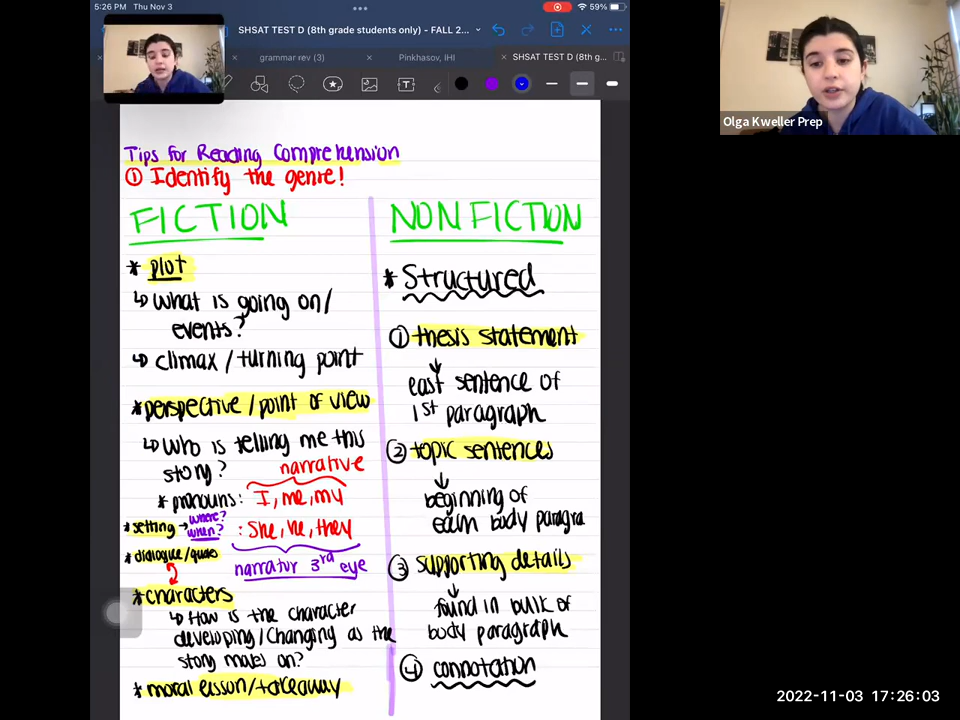 5:26 PM Thu Nov 3
59%
SHSAT TEST D (8th grade students only) - FALL 2...
grammar rev (3)
Pinkhasov, IHI
SHSAT TEST D (8th g...
Olga Kweller Prep
Tips for Reading Comprehension
① Identify the genre!
FICTION
* plot
↳ What is going on/
events?
↳ climax / turning point
* perspective / point of view
↳ Who is telling me this
story?
narrative
* pronouns: I, me, my
* setting → where?
when?
: She, he, they
* dialogue/quotes
narrator 3rd eye
* characters
↳ How is the character
developing/changing as the
story moves on?
* moral lesson/takeaway
NONFICTION
* Structured
① thesis statement
↓
last sentence of
1st paragraph
② topic sentences
↓
beginning of
each body paragra
③ supporting details
↓
found in bulk of
body paragraph
④ connotation
2022-11-03 17:26:03